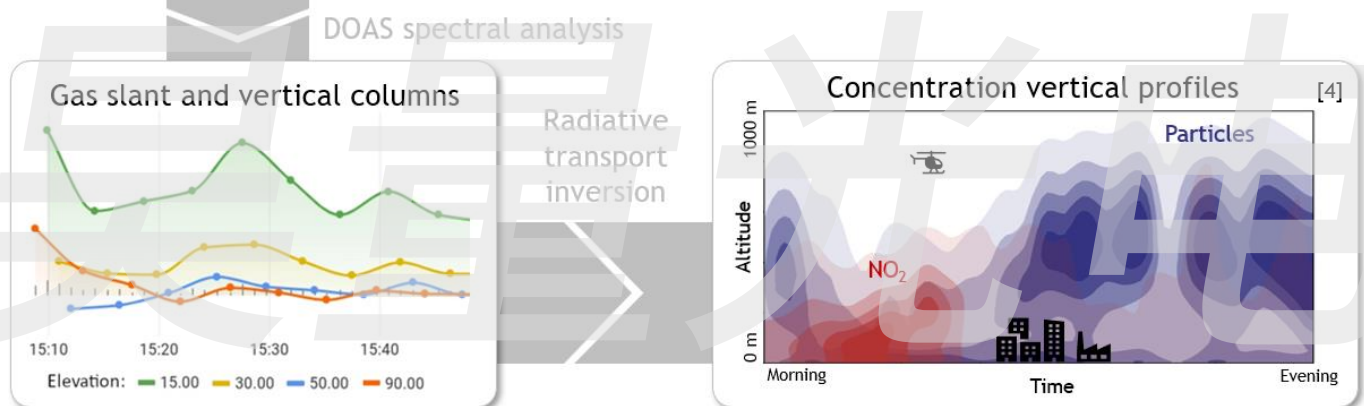 DOAS spectral analysis
Gas slant and vertical columns
15:10 15:20 15:30 15:40
Elevation: 15.00 30.00 50.00 90.00
Radiative
transport
inversion
Concentration vertical profiles [4]
1000 m
Altitude
0 m
Particles
NO₂
Morning
Time
Evening